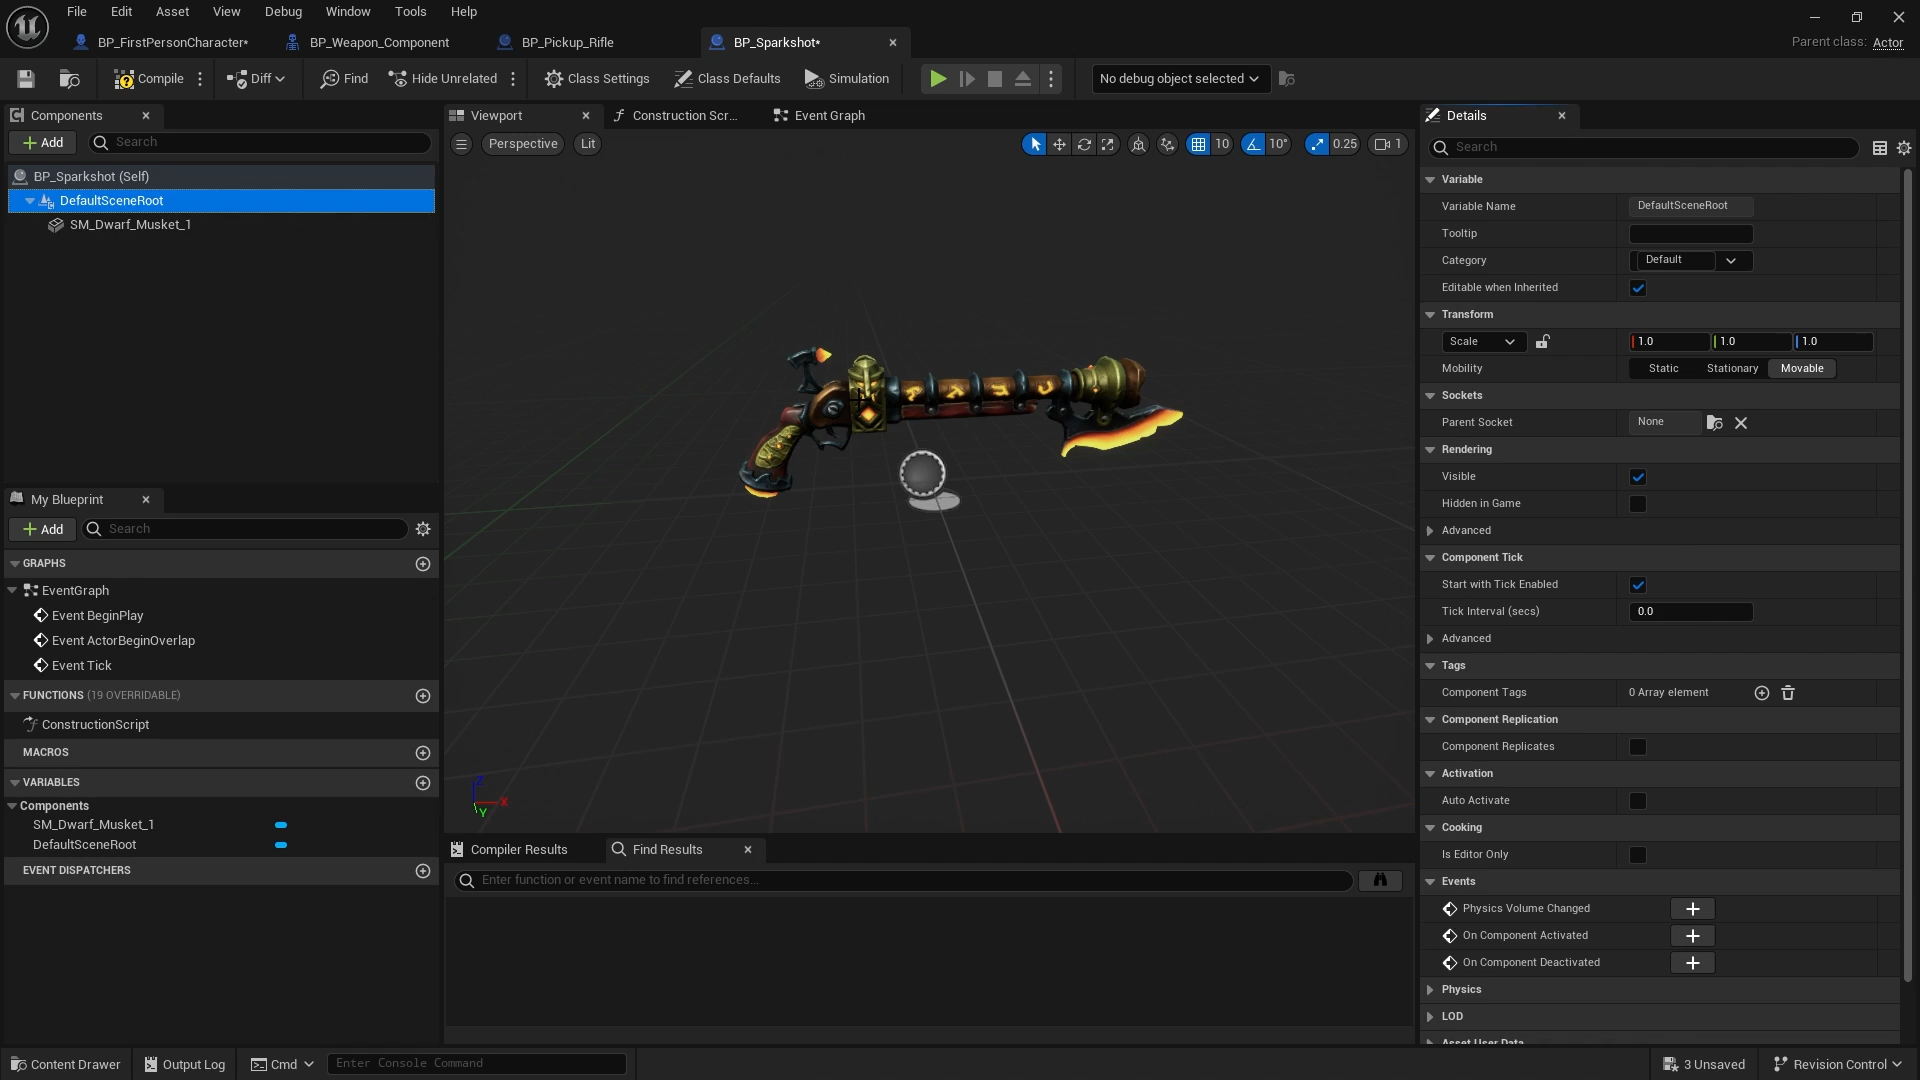 File Edit Asset View Debug Window Tools Help
BP_FirstPersonCharacter* BP_Weapon_Component BP_Pickup_Rifle BP_Sparkshot*
Parent class: Actor
Compile Diff Find Hide Unrelated Class Settings Class Defaults Simulation No debug object selected
Components
Add Search
BP_Sparkshot (Self)
DefaultSceneRoot
SM_Dwarf_Musket_1
My Blueprint
Add Search
GRAPHS
EventGraph
Event BeginPlay
Event ActorBeginOverlap
Event Tick
FUNCTIONS (19 OVERRIDABLE)
ConstructionScript
MACROS
VARIABLES
Components
SM_Dwarf_Musket_1
DefaultSceneRoot
EVENT DISPATCHERS
Viewport Construction Scr... Event Graph
Perspective Lit 10 10° 0.25 1
Z
X
Y
Compiler Results Find Results
Enter function or event name to find references...
Details
Search
Variable
Variable Name DefaultSceneRoot
Tooltip
Category Default
Editable when Inherited
Transform
Scale 1.0 1.0 1.0
Mobility Static Stationary Movable
Sockets
Parent Socket None
Rendering
Visible
Hidden in Game
Advanced
Component Tick
Start with Tick Enabled
Tick Interval (secs) 0.0
Advanced
Tags
Component Tags 0 Array element
Component Replication
Component Replicates
Activation
Auto Activate
Cooking
Is Editor Only
Events
Physics Volume Changed
On Component Activated
On Component Deactivated
Physics
LOD
Asset User Data
Content Drawer Output Log Cmd Enter Console Command 3 Unsaved Revision Control